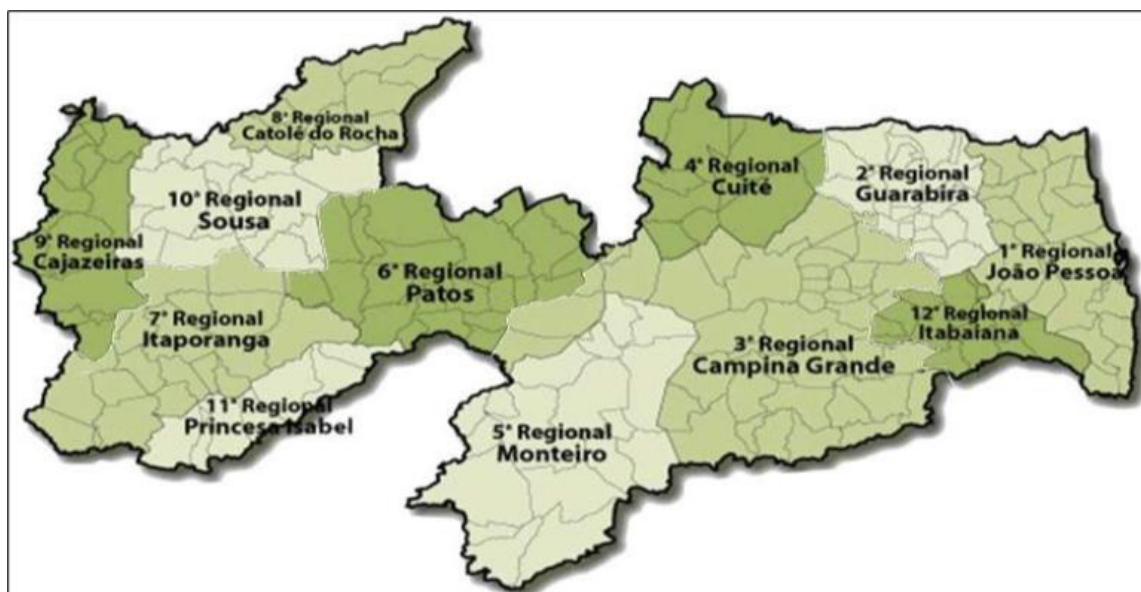 8ª Regional
Catolé do Rocha
4ª Regional
Cuité
2ª Regional
Guarabira
10ª Regional
Sousa
9ª Regional
Cajazeiras
6ª Regional
Patos
1ª Regional
João Pessoa
7ª Regional
Itaporanga
12ª Regional
Itabaiana
3ª Regional
Campina Grande
11ª Regional
Princesa Isabel
5ª Regional
Monteiro